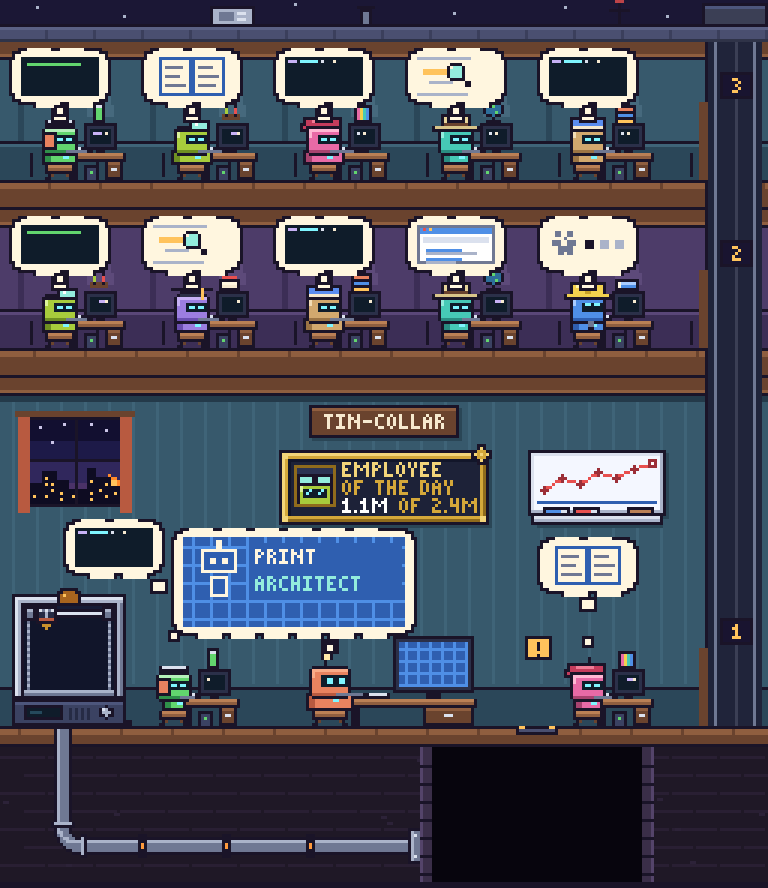 3
2
TIN-COLLAR
EMPLOYEE
OF THE DAY
1.1M OF 2.4M
PRINT
ARCHITECT
!
1